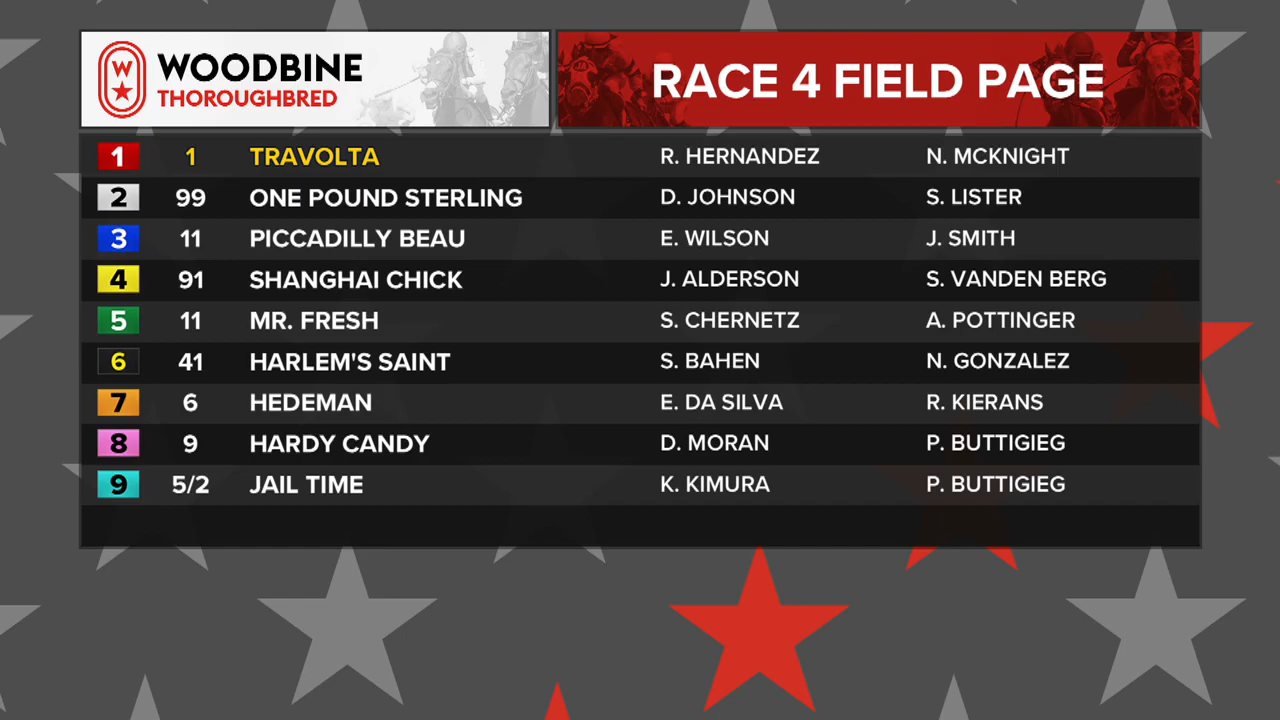 W
WOODBINE
THOROUGHBRED
RACE 4 FIELD PAGE
1 1 TRAVOLTA R. HERNANDEZ N. MCKNIGHT
2 99 ONE POUND STERLING D. JOHNSON S. LISTER
3 11 PICCADILLY BEAU E. WILSON J. SMITH
4 91 SHANGHAI CHICK J. ALDERSON S. VANDEN BERG
5 11 MR. FRESH S. CHERNETZ A. POTTINGER
6 41 HARLEM'S SAINT S. BAHEN N. GONZALEZ
7 6 HEDEMAN E. DA SILVA R. KIERANS
8 9 HARDY CANDY D. MORAN P. BUTTIGIEG
9 5/2 JAIL TIME K. KIMURA P. BUTTIGIEG